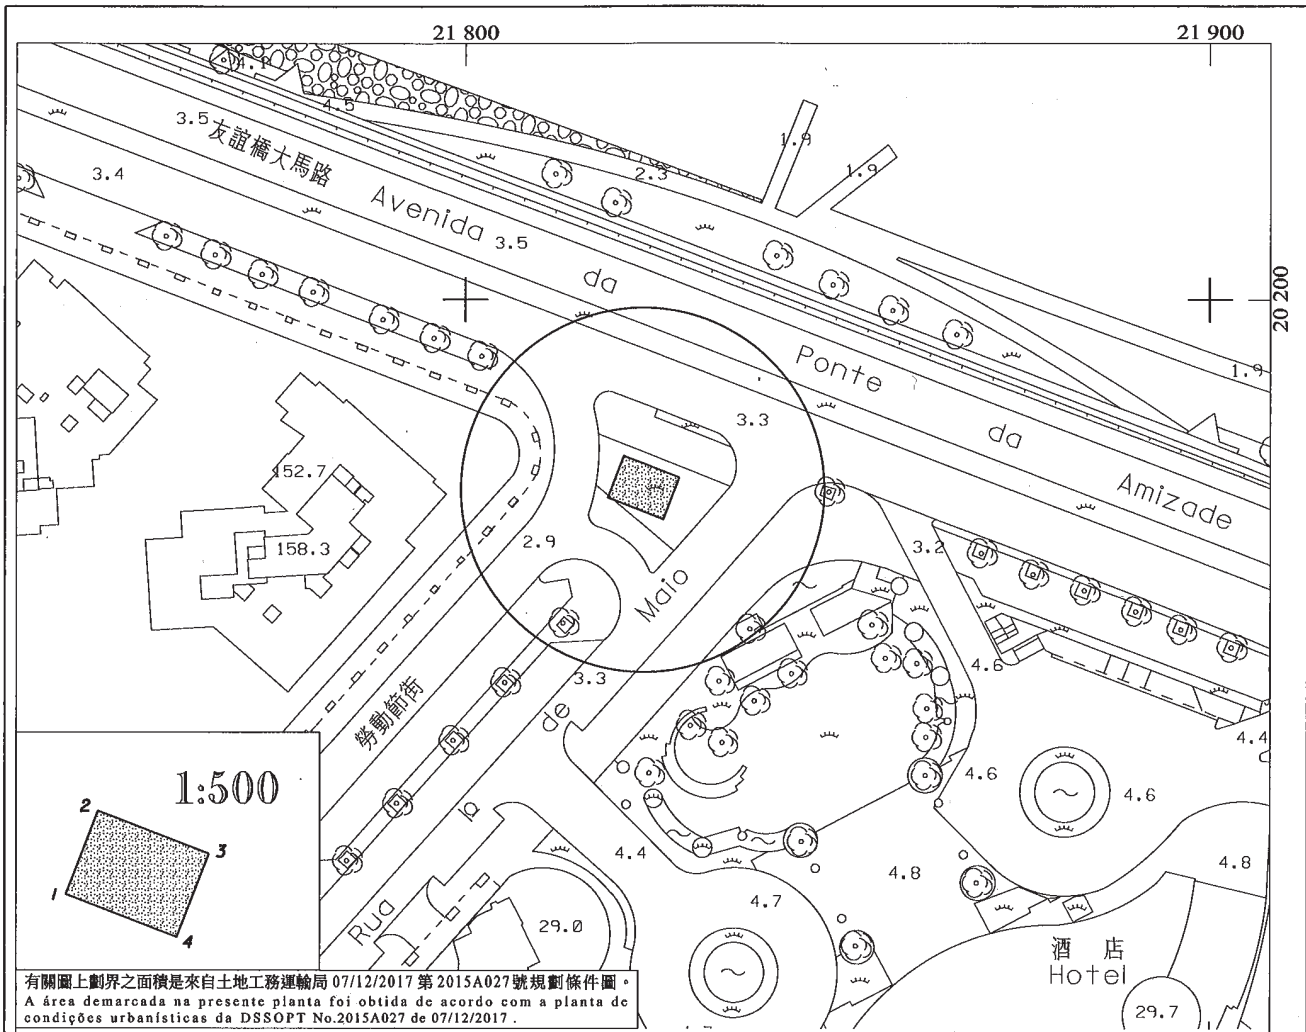 21 800
21 900
4.1
4.5
3.5
友誼橋大馬路
1.9
1.9
3.4
2.3
Avenida
3.5
da
20 200
Ponte
1.9
3.3
da
Amizade
152.7
158.3
2.9
3.2
Maio
4.6
3.3
勞動節街
de
4.4
1:500
4.6
4.6
2
1º
3
4.4
4.8
4.8
1
4.7
Rua
29.0
4
酒店
Hotel
29.7
有關圖上劃界之面積是來自土地工務運輸局 07/12/2017 第 2015A027 號規劃條件圖。
A área demarcada na presente planta foi obtida de acordo com a planta de
condições urbanísticas da DSSOPT No.2015A027 de 07/12/2017 .